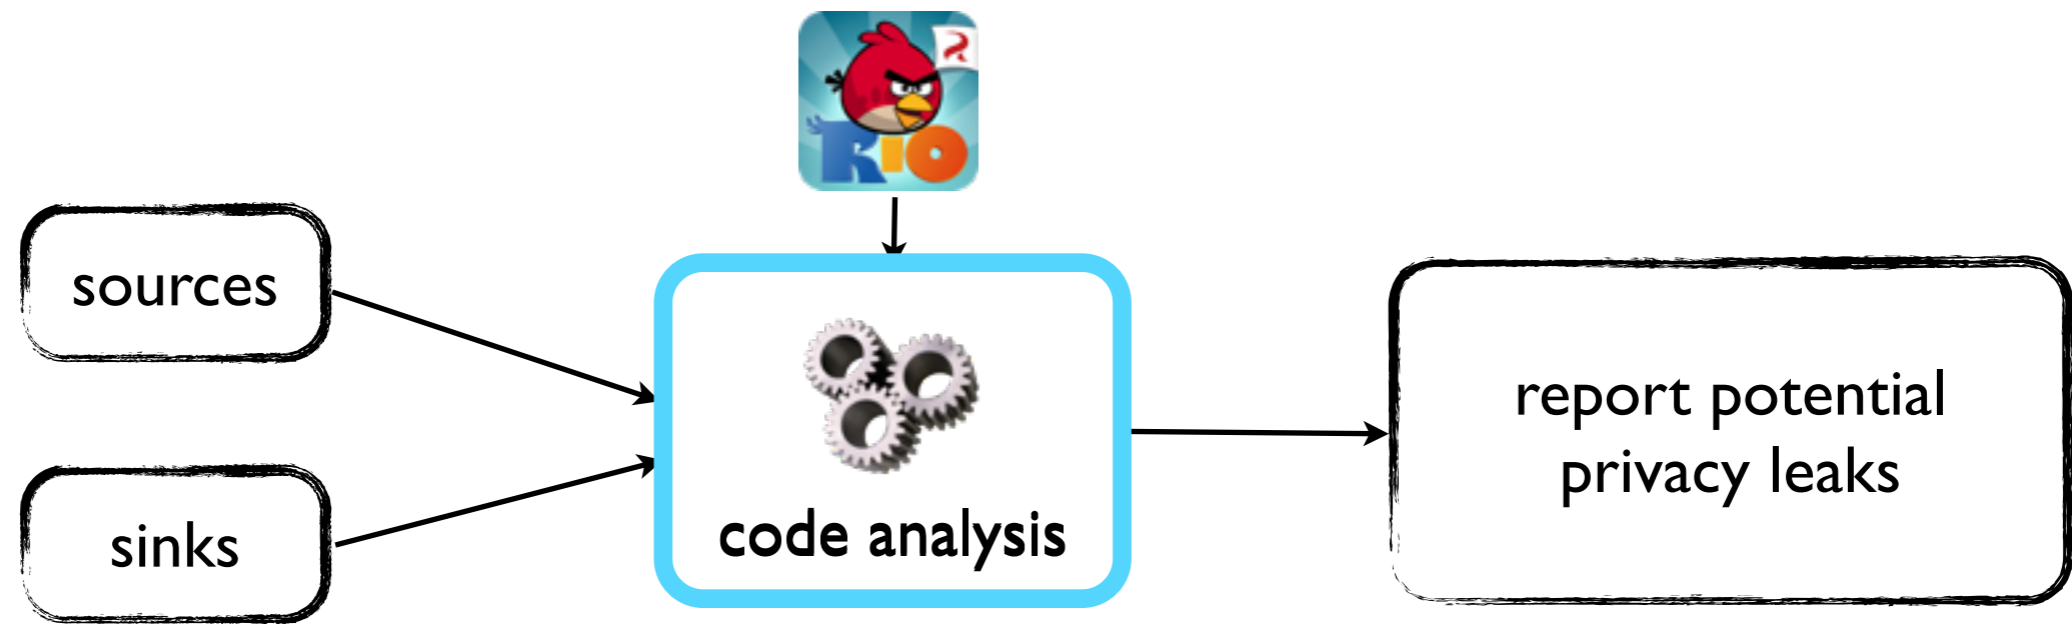 RIO
sources
sinks
code analysis
report potential
privacy leaks